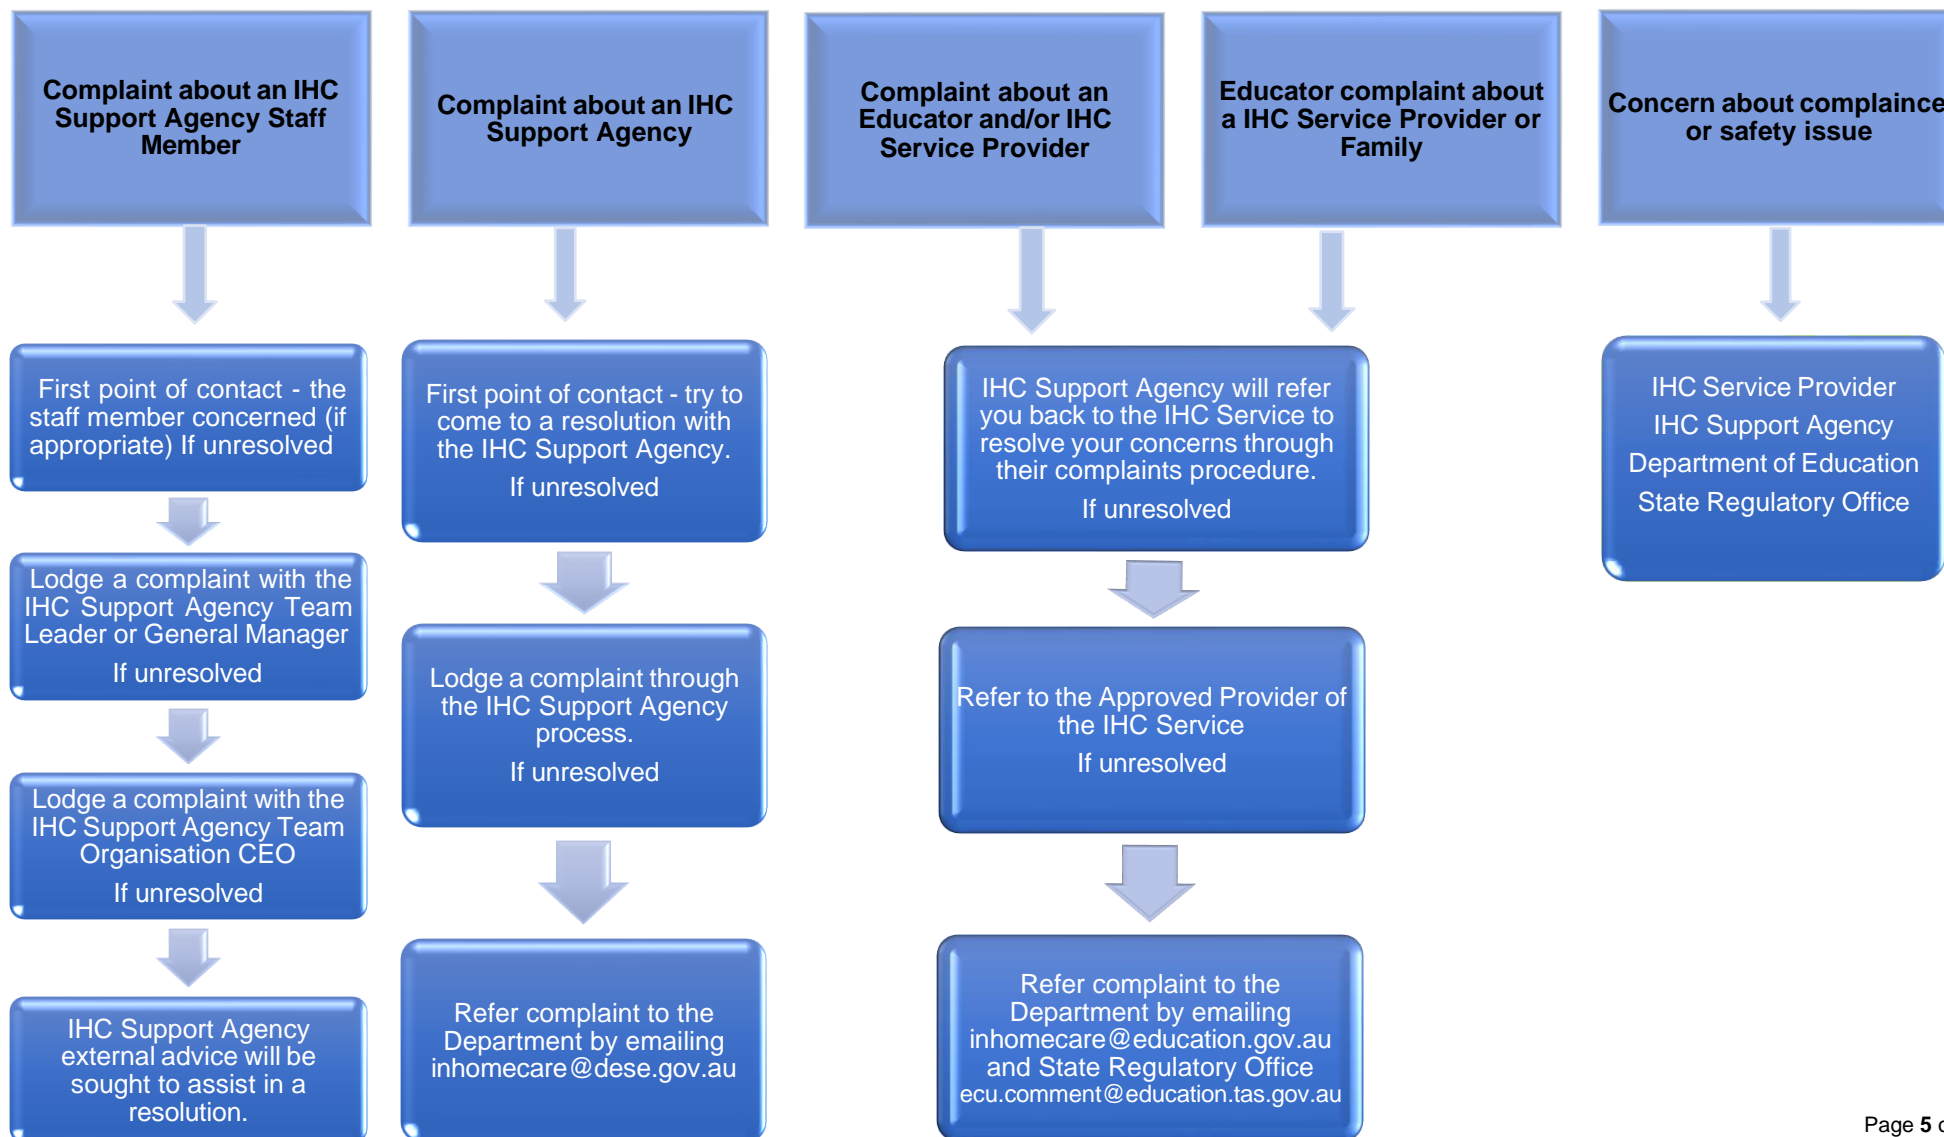 Complaint about an IHC
Support Agency Staff
Member
First point of contact - the
staff member concerned (if
appropriate) If unresolved
Lodge a complaint with the
IHC Support Agency Team
Leader or General Manager
If unresolved
Lodge a complaint with the
IHC Support Agency Team
Organisation CEO
If unresolved
IHC Support Agency
external advice will be
sought to assist in a
resolution.
Complaint about an IHC
Support Agency
First point of contact - try to
come to a resolution with
the IHC Support Agency.
If unresolved
Lodge a complaint through
the IHC Support Agency
process.
If unresolved
Refer complaint to the
Department by emailing
inhomecare@dese.gov.au
Complaint about an
Educator and/or IHC
Service Provider
Educator complaint about
a IHC Service Provider or
Family
IHC Support Agency will refer
you back to the IHC Service to
resolve your concerns through
their complaints procedure.
If unresolved
Refer to the Approved Provider of
the IHC Service
If unresolved
Refer complaint to the
Department by emailing
inhomecare@education.gov.au
and State Regulatory Office
ecu.comment@education.tas.gov.au
Concern about complaince
or safety issue
IHC Service Provider
IHC Support Agency
Department of Education
State Regulatory Office
Page 5